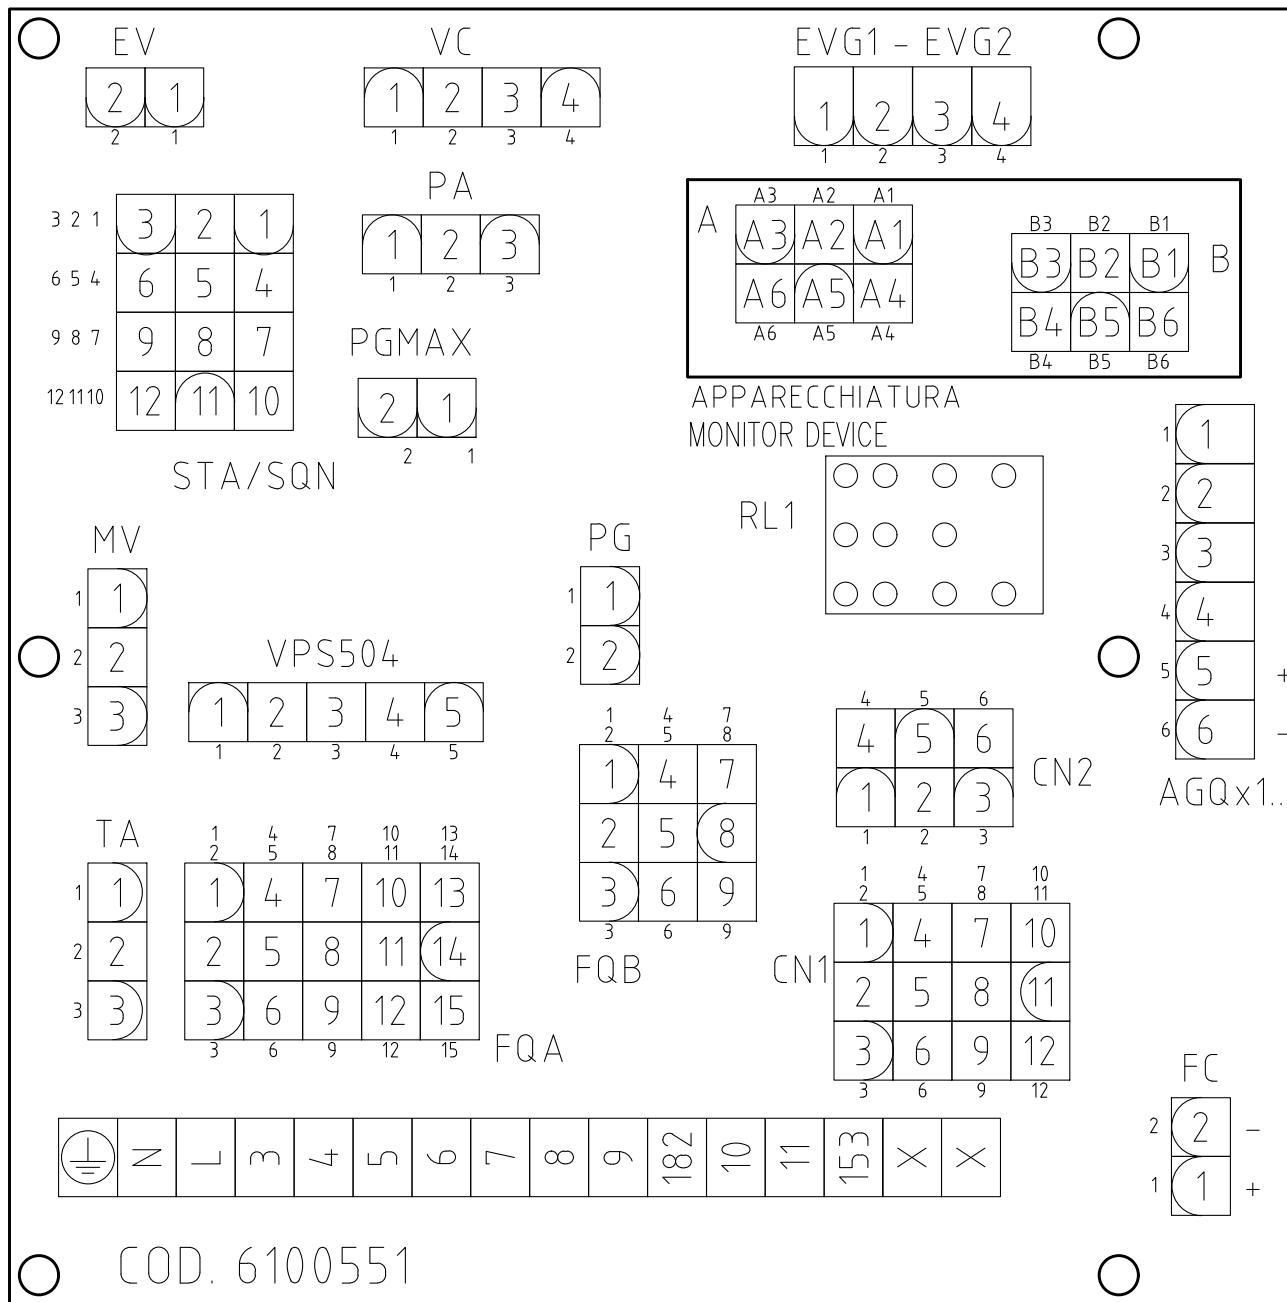 EV
2 1
2 1
VC
1 2 3 4
1 2 3 4
EVG1 - EVG2
1 2 3 4
1 2 3 4
3 2 1
3 2 1
6 5 4
6 5 4
9 8 7
9 8 7
12 11 10
12 11 10
STA/SQN
PA
1 2 3
1 2 3
PGMAX
2 1
2 1
A
A3 A2 A1
A3 A2 A1
A6 A5 A4
A6 A5 A4
B3 B2 B1
B3 B2 B1
B
B4 B5 B6
B4 B5 B6
APPARECCHIATURA
MONITOR DEVICE
RL1
1 1
2 2
3 3
4 4
5 5 +
6 6 -
AGQx1..
MV
1 1
2 2
3 3
VPS504
1 2 3 4 5
1 2 3 4 5
PG
1 1
2 2
1 4 7
2 5 8
1 4 7
2 5 8
3 6 9
3 6 9
FQB
4 5 6
4 5 6
1 2 3
1 2 3
CN2
TA
1 1
2 2
3 3
1 4 7 10 13
2 5 8 11 14
1 4 7 10 13
2 5 8 11 14
3 6 9 12 15
3 6 9 12 15
FQA
1 4 7 10
2 5 8 11
1 4 7 10
CN1
2 5 8 11
3 6 9 12
3 6 9 12
FC
2 2 -
1 1 +
N L 3 4 5 6 7 8 9 182 10 11 153 X X
COD. 6100551